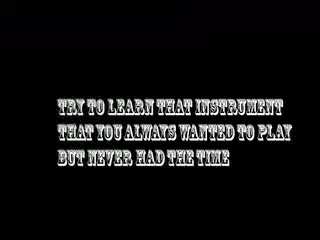 TRY TO LEARN THAT INSTRUMENT
THAT YOU ALWAYS WANTED TO PLAY
BUT NEVER HAD THE TIME